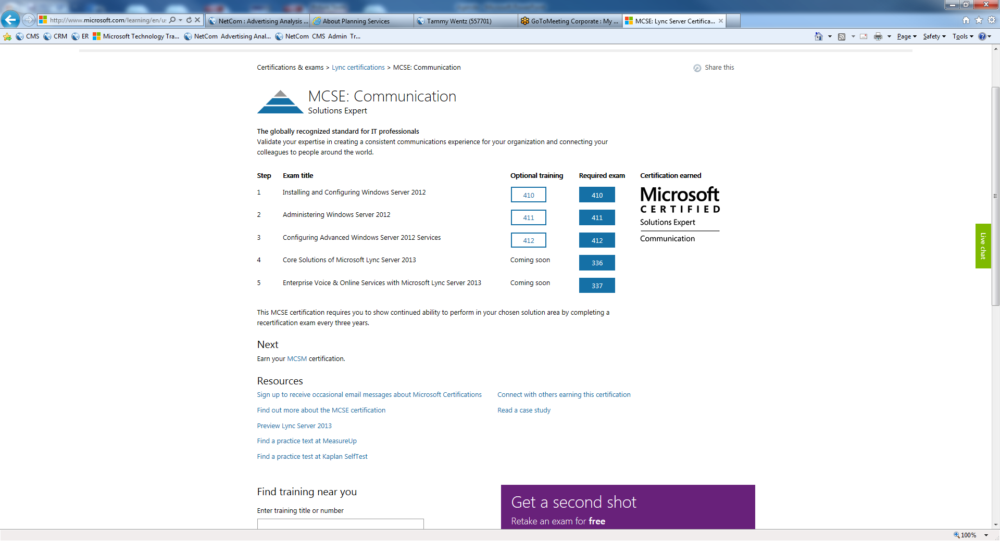 http://www.microsoft.com/learning/en/us
NetCom : Advertising Analysis ...
About Planning Services
Tammy Wentz (557701)
GoToMeeting Corporate : My ...
MCSE: Lync Server Certifica...
CMS
CRM
ER
Microsoft Technology Tra...
NetCom Advertising Anal...
NetCom CMS Admin Tr...
Page
Safety
Tools
Certifications & exams > Lync certifications > MCSE: Communication
Share this
MCSE: Communication
Solutions Expert
The globally recognized standard for IT professionals
Validate your expertise in creating a consistent communications experience for your organization and connecting your
colleagues to people around the world.
Step Exam title Optional training Required exam Certification earned
1 Installing and Configuring Windows Server 2012 410 410
2 Administering Windows Server 2012 411 411
3 Configuring Advanced Windows Server 2012 Services 412 412
4 Core Solutions of Microsoft Lync Server 2013 Coming soon 336
5 Enterprise Voice & Online Services with Microsoft Lync Server 2013 Coming soon 337
Microsoft
CERTIFIED
Solutions Expert
Communication
Live chat
This MCSE certification requires you to show continued ability to perform in your chosen solution area by completing a
recertification exam every three years.
Next
Earn your MCSM certification.
Resources
Sign up to receive occasional email messages about Microsoft Certifications
Connect with others earning this certification
Find out more about the MCSE certification
Read a case study
Preview Lync Server 2013
Find a practice text at MeasureUp
Find a practice test at Kaplan SelfTest
Find training near you
Enter training title or number
Get a second shot
Retake an exam for free
100%